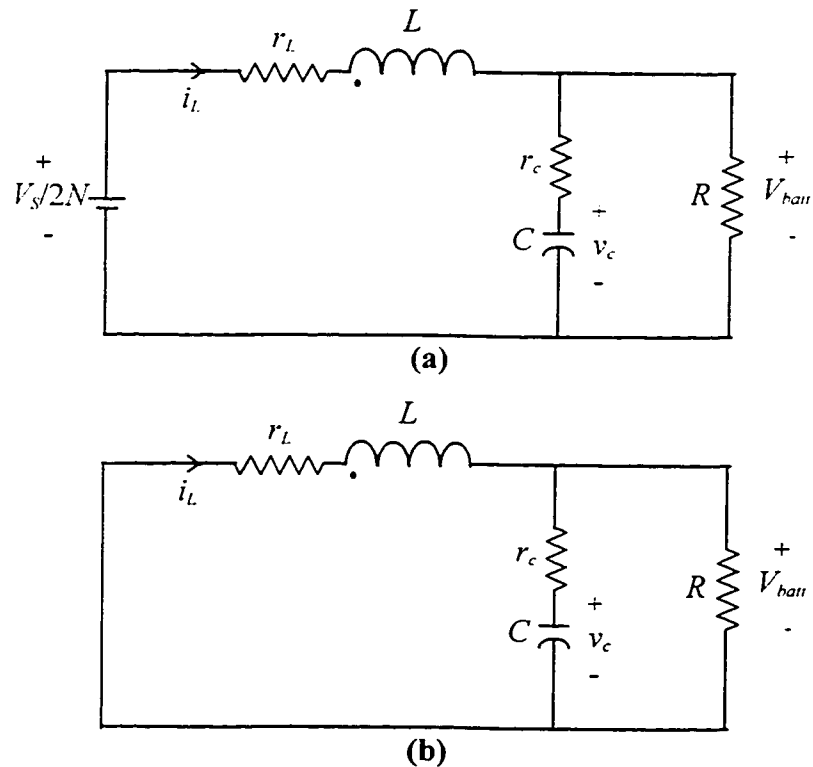 L
r_L
i_L
+
V_S/2N
-
r_c
+
C
v_c
-
R
+
V_batt
-
(a)
L
r_L
i_L
r_c
+
C
v_c
-
R
+
V_batt
-
(b)